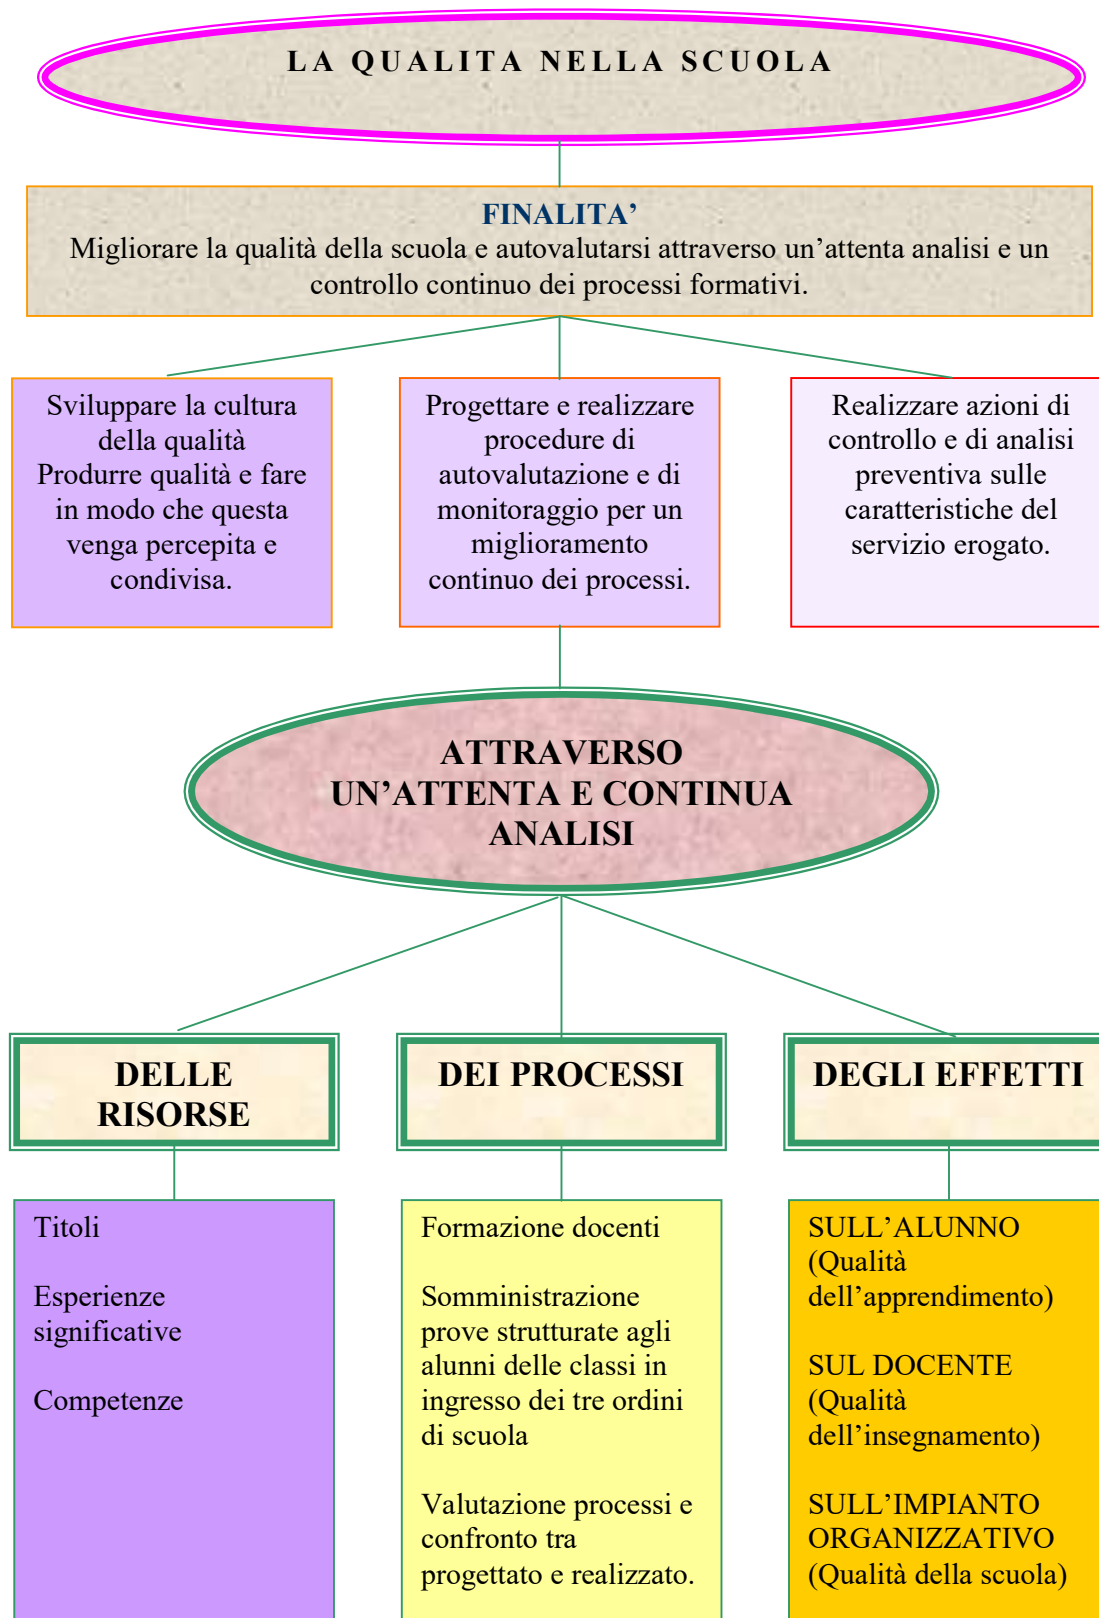 LA QUALITA NELLA SCUOLA
FINALITA’
Migliorare la qualità della scuola e autovalutarsi attraverso un’attenta analisi e un
controllo continuo dei processi formativi.
Sviluppare la cultura
della qualità
Produrre qualità e fare
in modo che questa
venga percepita e
condivisa.
Progettare e realizzare
procedure di
autovalutazione e di
monitoraggio per un
miglioramento
continuo dei processi.
Realizzare azioni di
controllo e di analisi
preventiva sulle
caratteristiche del
servizio erogato.
ATTRAVERSO
UN’ATTENTA E CONTINUA
ANALISI
DELLE
RISORSE
DEI PROCESSI
DEGLI EFFETTI
Titoli
Esperienze
significative
Competenze
Formazione docenti
Somministrazione
prove strutturate agli
alunni delle classi in
ingresso dei tre ordini
di scuola
Valutazione processi e
confronto tra
progettato e realizzato.
SULL’ALUNNO
(Qualità
dell’apprendimento)
SUL DOCENTE
(Qualità
dell’insegnamento)
SULL’IMPIANTO
ORGANIZZATIVO
(Qualità della scuola)